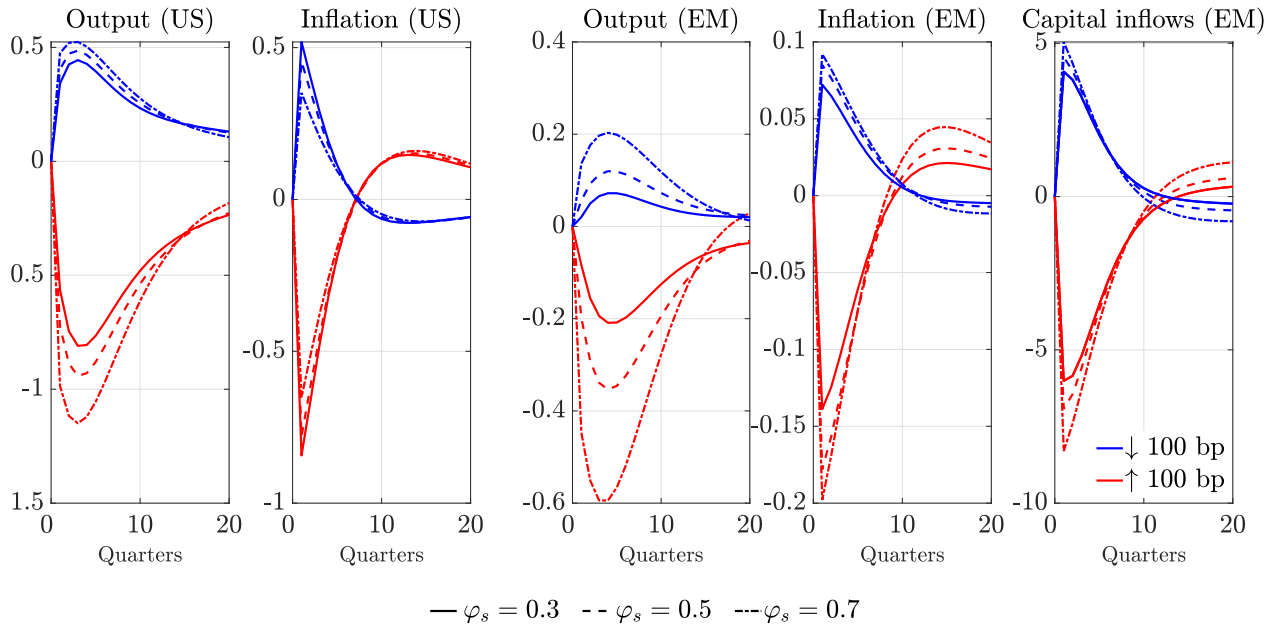 Output (US)
Inflation (US)
Output (EM)
Inflation (EM)
Capital inflows (EM)
0.5
0
0.5
-1
1.5
0 10 20
Quarters
0.5
0
-0.5
-1
0 10 20
Quarters
0.4
0.2
0
-0.2
-0.4
-0.6
0 10 20
Quarters
0.1
0.05
0
-0.05
-0.1
-0.15
-0.2
0 10 20
Quarters
5
0
-5
-10
0 10 20
Quarters
↓ 100 bp
↑ 100 bp
φₛ = 0.3 φₛ = 0.5 φₛ = 0.7